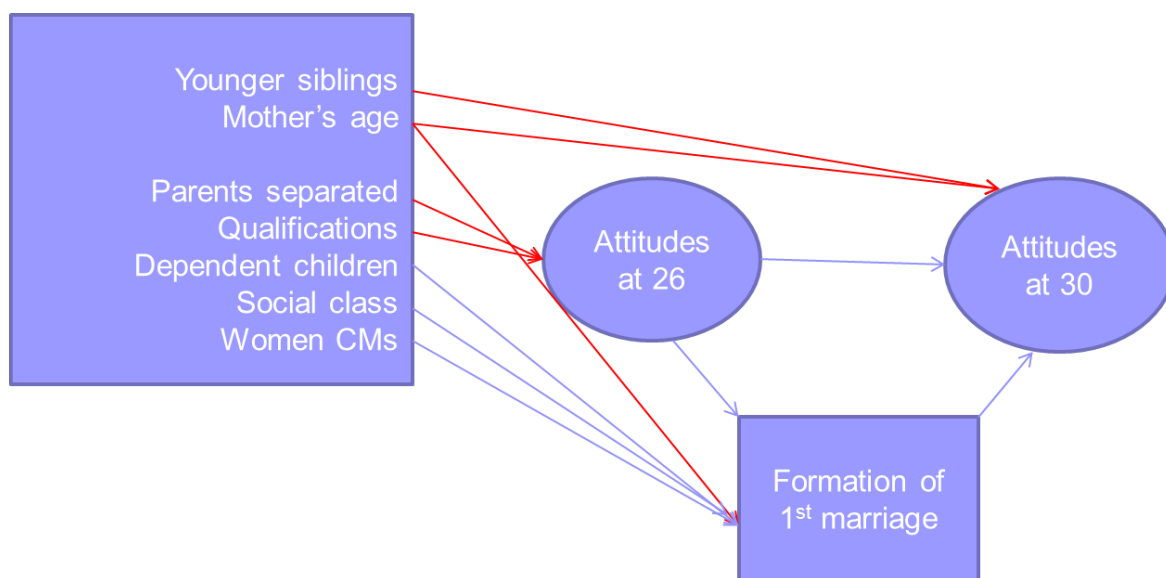 Younger siblings
Mother’s age
Parents separated
Qualifications
Dependent children
Social class
Women CMs
Attitudes
at 26
Attitudes
at 30
Formation of
1st marriage